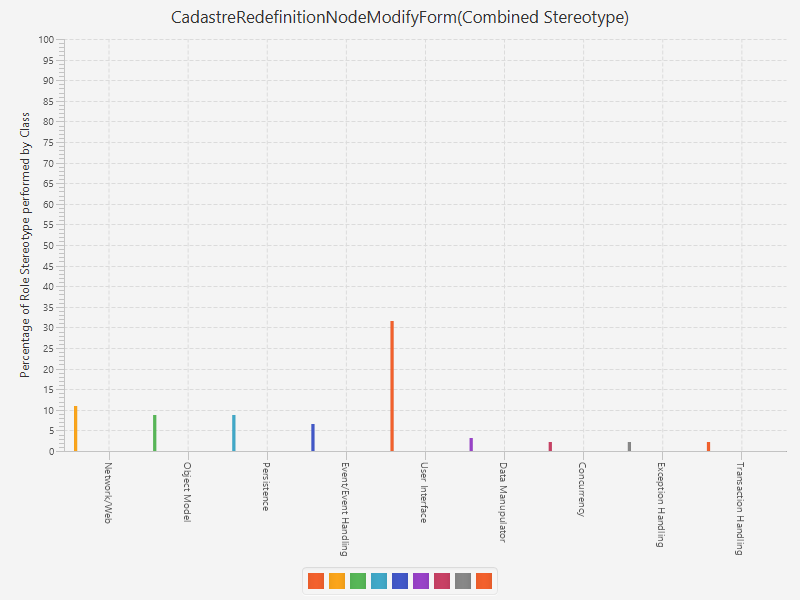 CadastreRedefinitionNodeModifyForm(Combined Stereotype)
Percentage of Role Stereotype performed by Class
100
95
90
85
80
75
70
65
60
55
50
45
40
35
30
25
20
15
10
5
0
Network/Web
Object Model
Persistence
Event/Event Handling
User Interface
Data Manupulator
Concurrency
Exception Handling
Transaction Handling